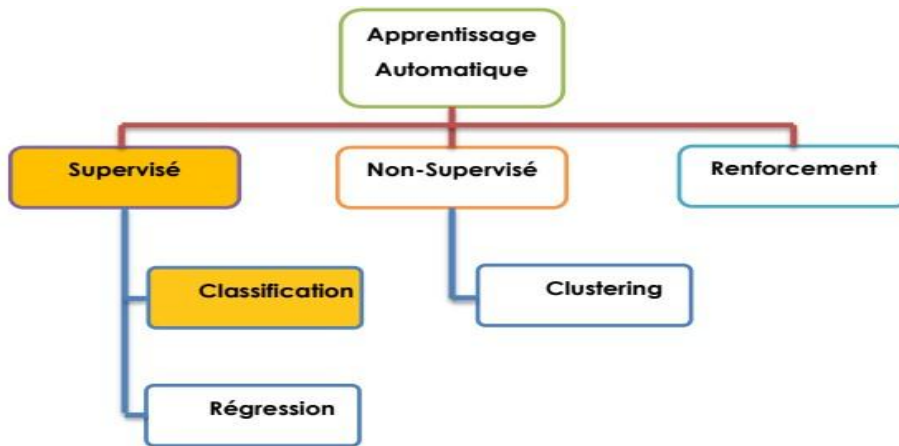 Apprentissage
Automatique
Supervisé
Non-Supervisé
Renforcement
Classification
Clustering
Régression